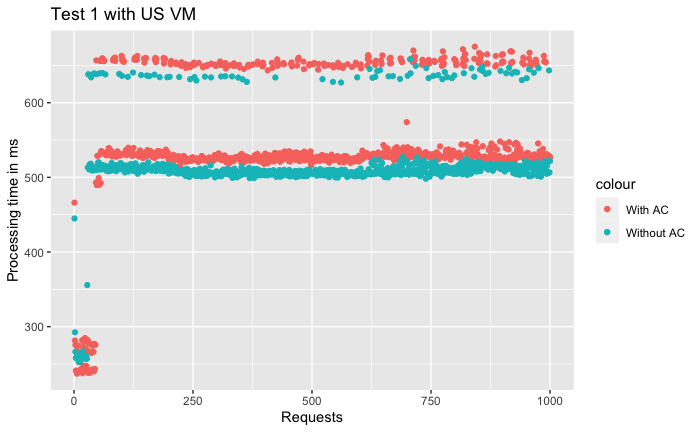 Test 1 with US VM
Processing time in ms
600
500
400
300
0
250
500
750
1000
Requests
colour
With AC
Without AC